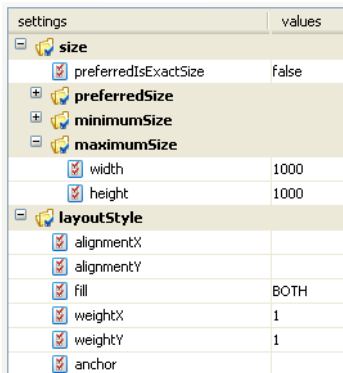 settings values
size
preferredIsExactSize false
preferredSize
minimumSize
maximumSize
width 1000
height 1000
layoutStyle
alignmentX
alignmentY
fill BOTH
weightX 1
weightY 1
anchor